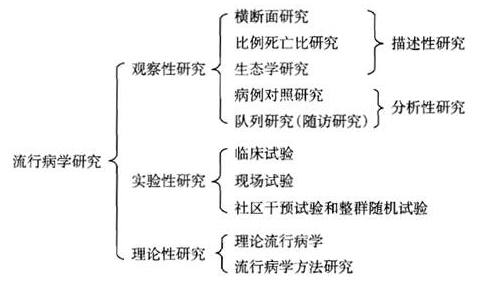 横断面研究
比例死亡比研究
描述性研究
观察性研究
生态学研究
病例对照研究
分析性研究
队列研究(随访研究)
临床试验
流行病学研究
实验性研究
现场试验
社区干预试验和整群随机试验
理论流行病学
理论性研究
流行病学方法研究